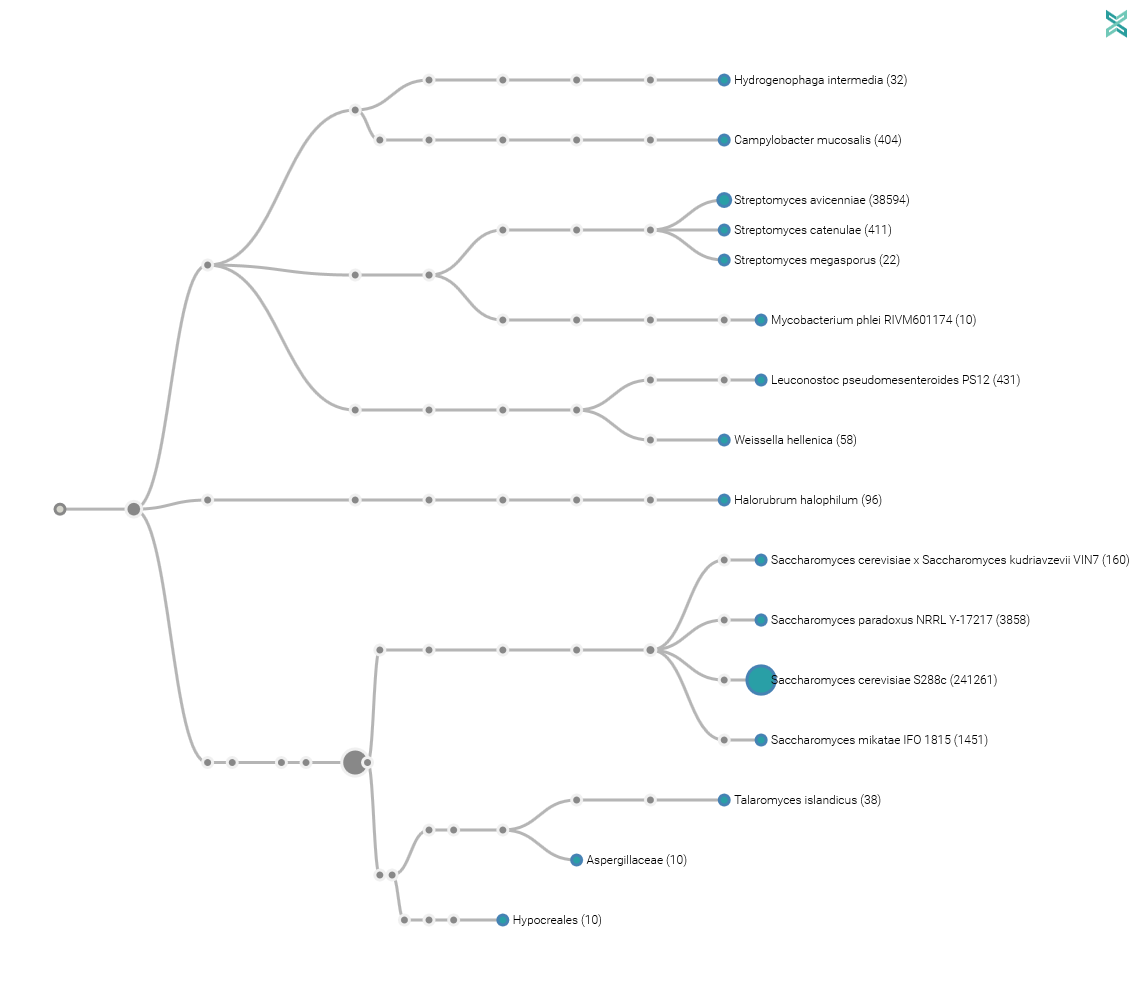 Hydrogenophaga intermedia (32)
Campylobacter mucosalis (404)
Streptomyces avicenniae (38594)
Streptomyces catenulae (411)
Streptomyces megasporus (22)
Mycobacterium phlei RIVM601174 (10)
Leuconostoc pseudomesenteroides PS12 (431)
Weissella hellenica (58)
Halorubrum halophilum (96)
Saccharomyces cerevisiae x Saccharomyces kudriavzevii VIN7 (160)
Saccharomyces paradoxus NRRL Y-17217 (3858)
Saccharomyces cerevisiae S288c (241261)
Saccharomyces mikatae IFO 1815 (1451)
Talaromyces islandicus (38)
Aspergillaceae (10)
Hypocreales (10)